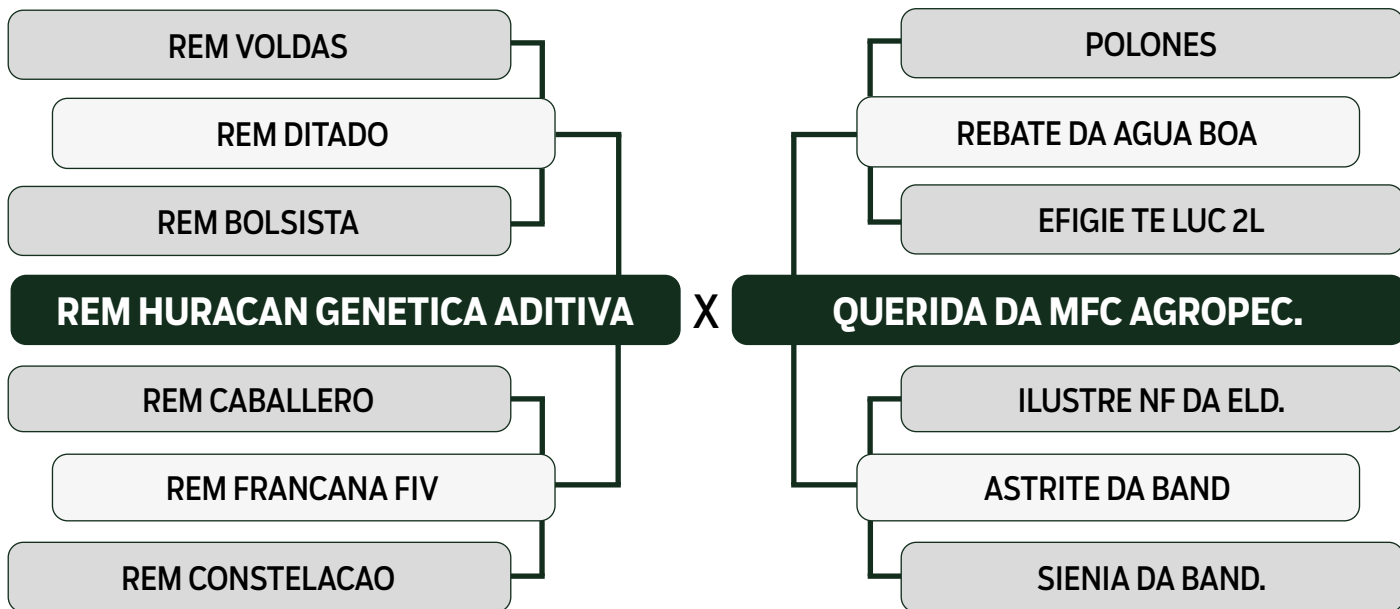 REM VOLDAS
REM DITADO
REM BOLSISTA
REM HURACAN GENETICA ADITIVA
REM CABALLERO
REM FRANCANA FIV
REM CONSTELACAO
X
POLONES
REBATE DA AGUA BOA
EFIGIE TE LUC 2L
QUERIDA DA MFC AGROPEC.
ILUSTRE NF DA ELD.
ASTRITE DA BAND
SIENIA DA BAND.